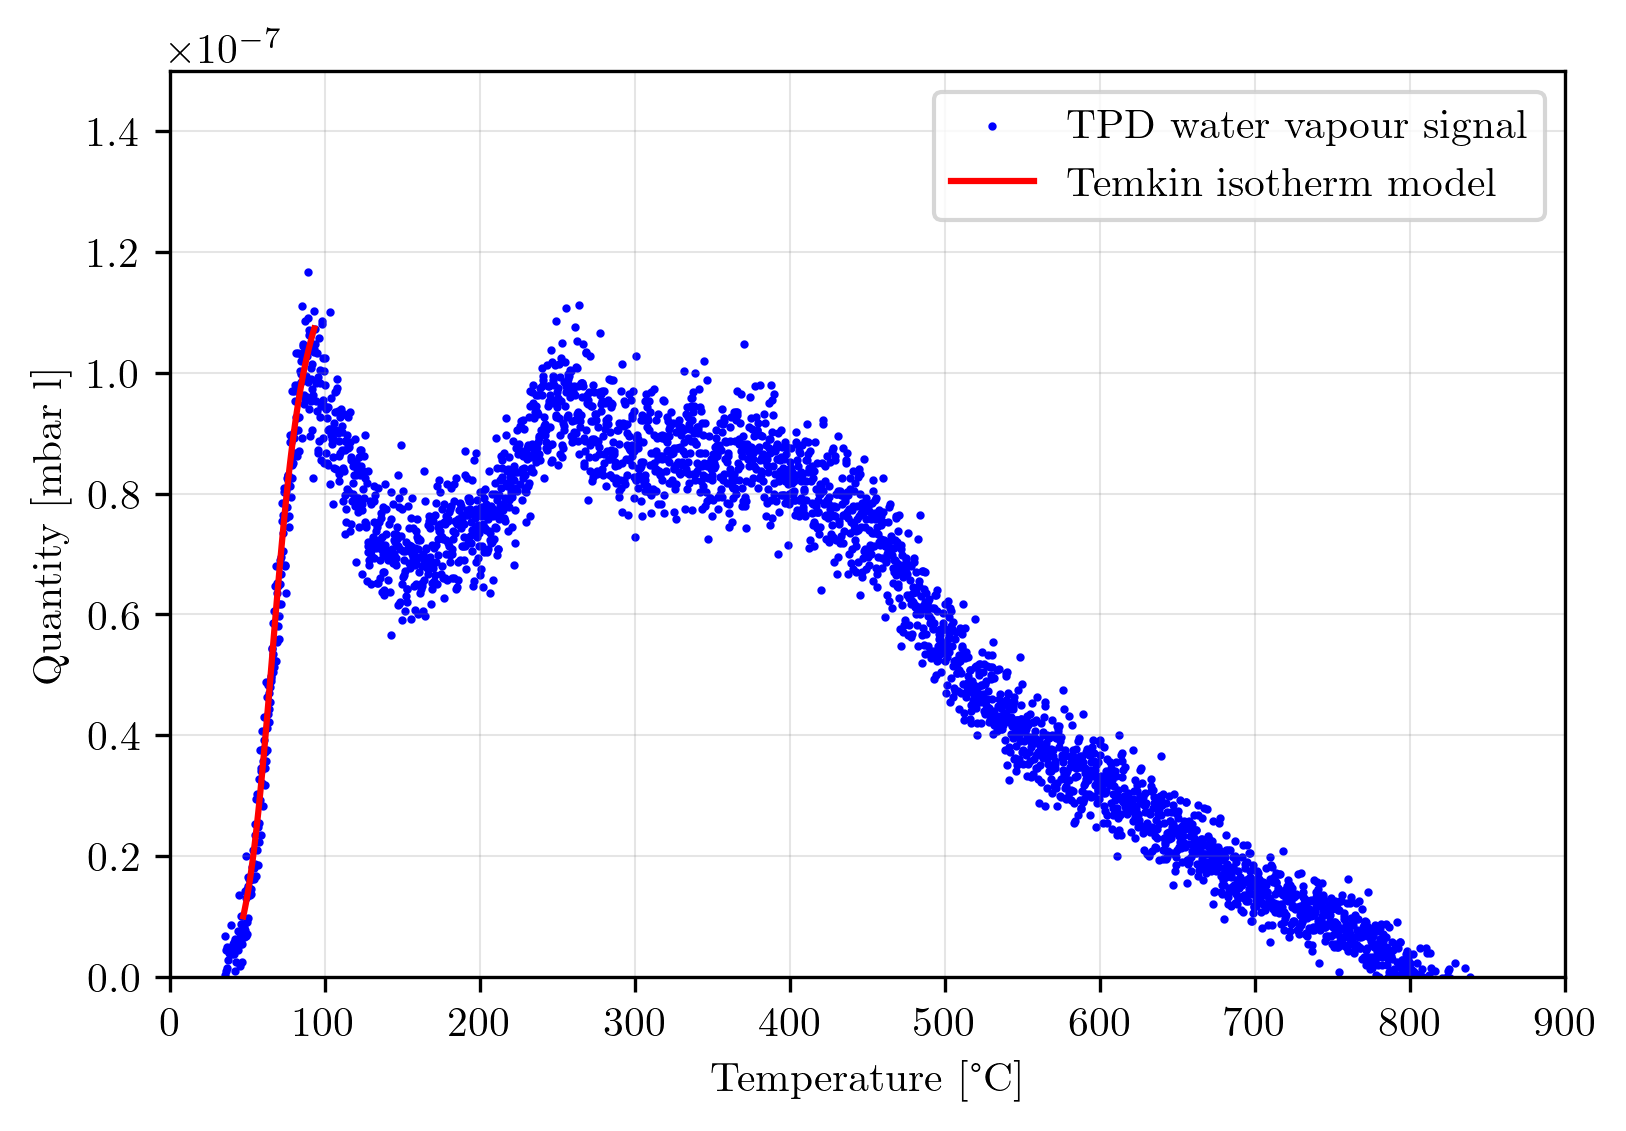 ×10⁻⁷
1.4
1.2
1.0
0.8
0.6
0.4
0.2
0.0
Quantity [mbar l]
TPD water vapour signal
Temkin isotherm model
0 100 200 300 400 500 600 700 800 900
Temperature [°C]